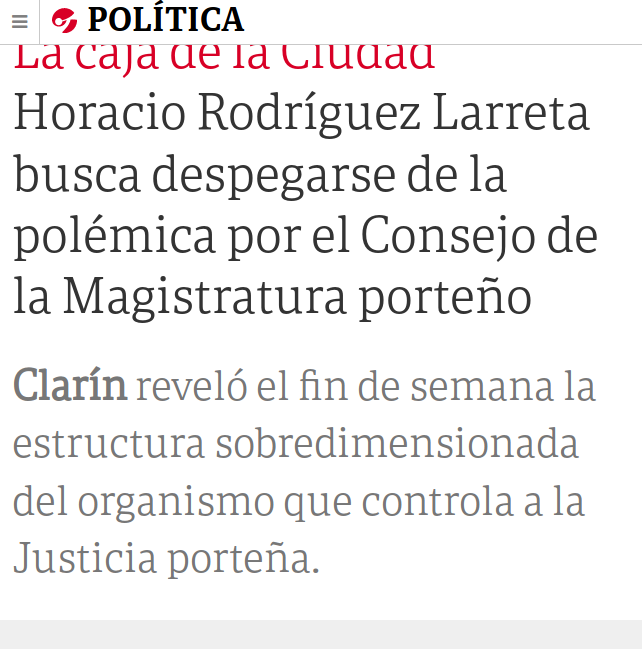 POLÍTICA
La caja de la Ciudad
Horacio Rodríguez Larreta
busca despegarse de la
polémica por el Consejo de
la Magistratura porteño
Clarín reveló el fin de semana la
estructura sobredimensionada
del organismo que controla a la
Justicia porteña.